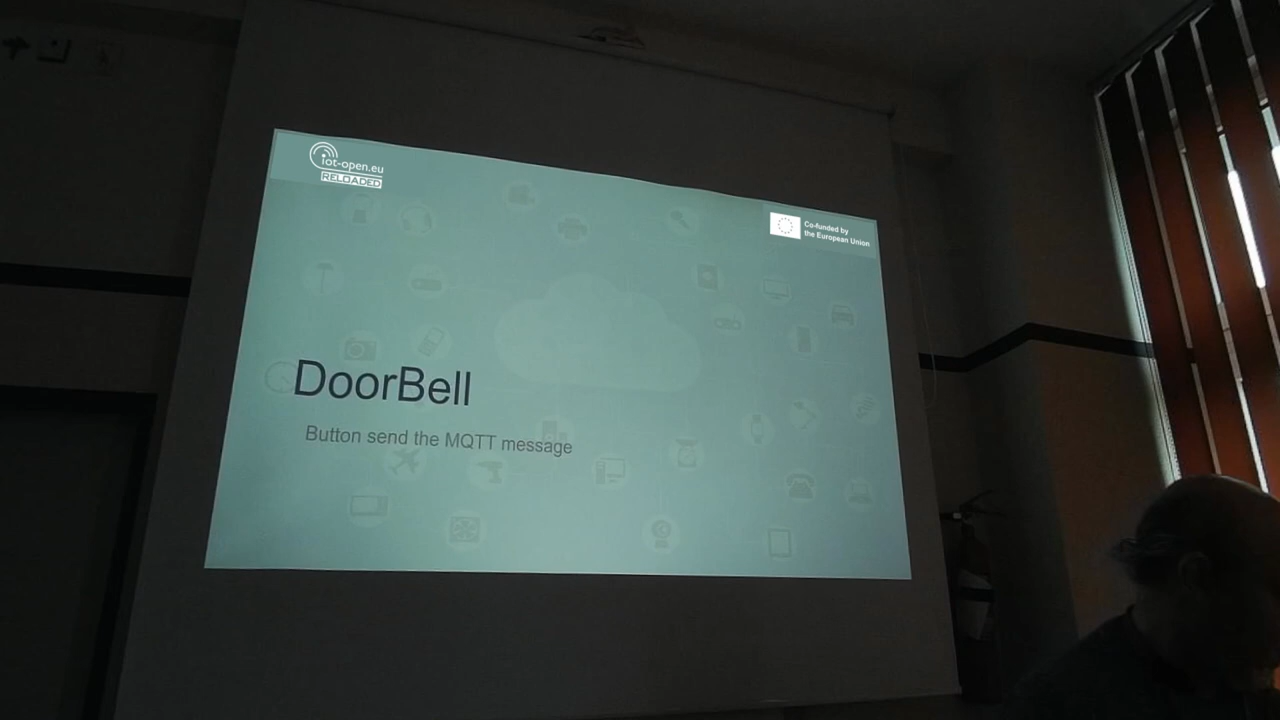 iot-open.eu
RELOADED
Co-funded by
the European Union
DoorBell
Button send the MQTT message